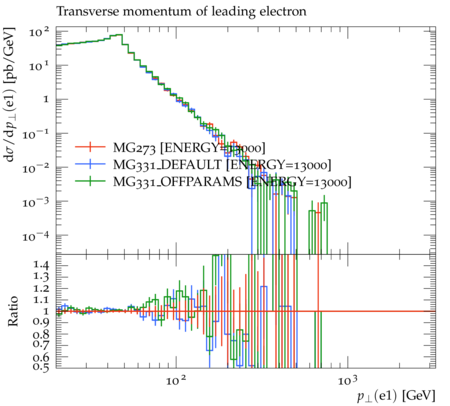 Transverse momentum of leading electron
dσ/dp⊥(e1) [pb/GeV]
10²
10¹
1
10⁻¹
10⁻²
10⁻³
10⁻⁴
MG273 [ENERGY=13000]
MG331_DEFAULT [ENERGY=13000]
MG331_OFFPARAMS [ENERGY=13000]
Ratio
1.4
1.3
1.2
1.1
1
0.9
0.8
0.7
0.6
0.5
10²
10³
p⊥(e1) [GeV]